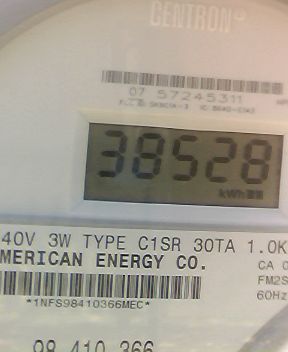 CENTRON®
07 57245311
38528
kWh
40V 3W TYPE C1SR 30TA 1.0K
MERICAN ENERGY CO.
CA 0
FM2S
60Hz
*1NFS98410366MEC*
98 410 366